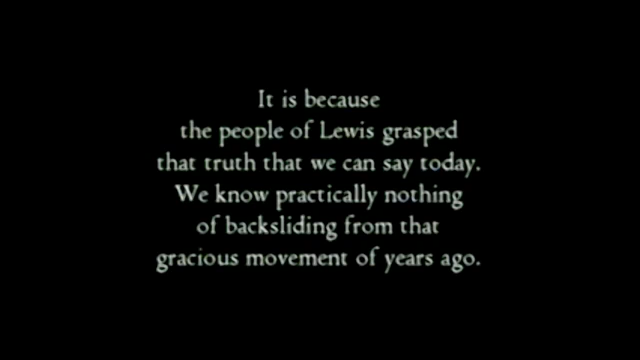 It is because
the people of Lewis grasped
that truth that we can say today.
We know practically nothing
of backsliding from that
gracious movement of years ago.